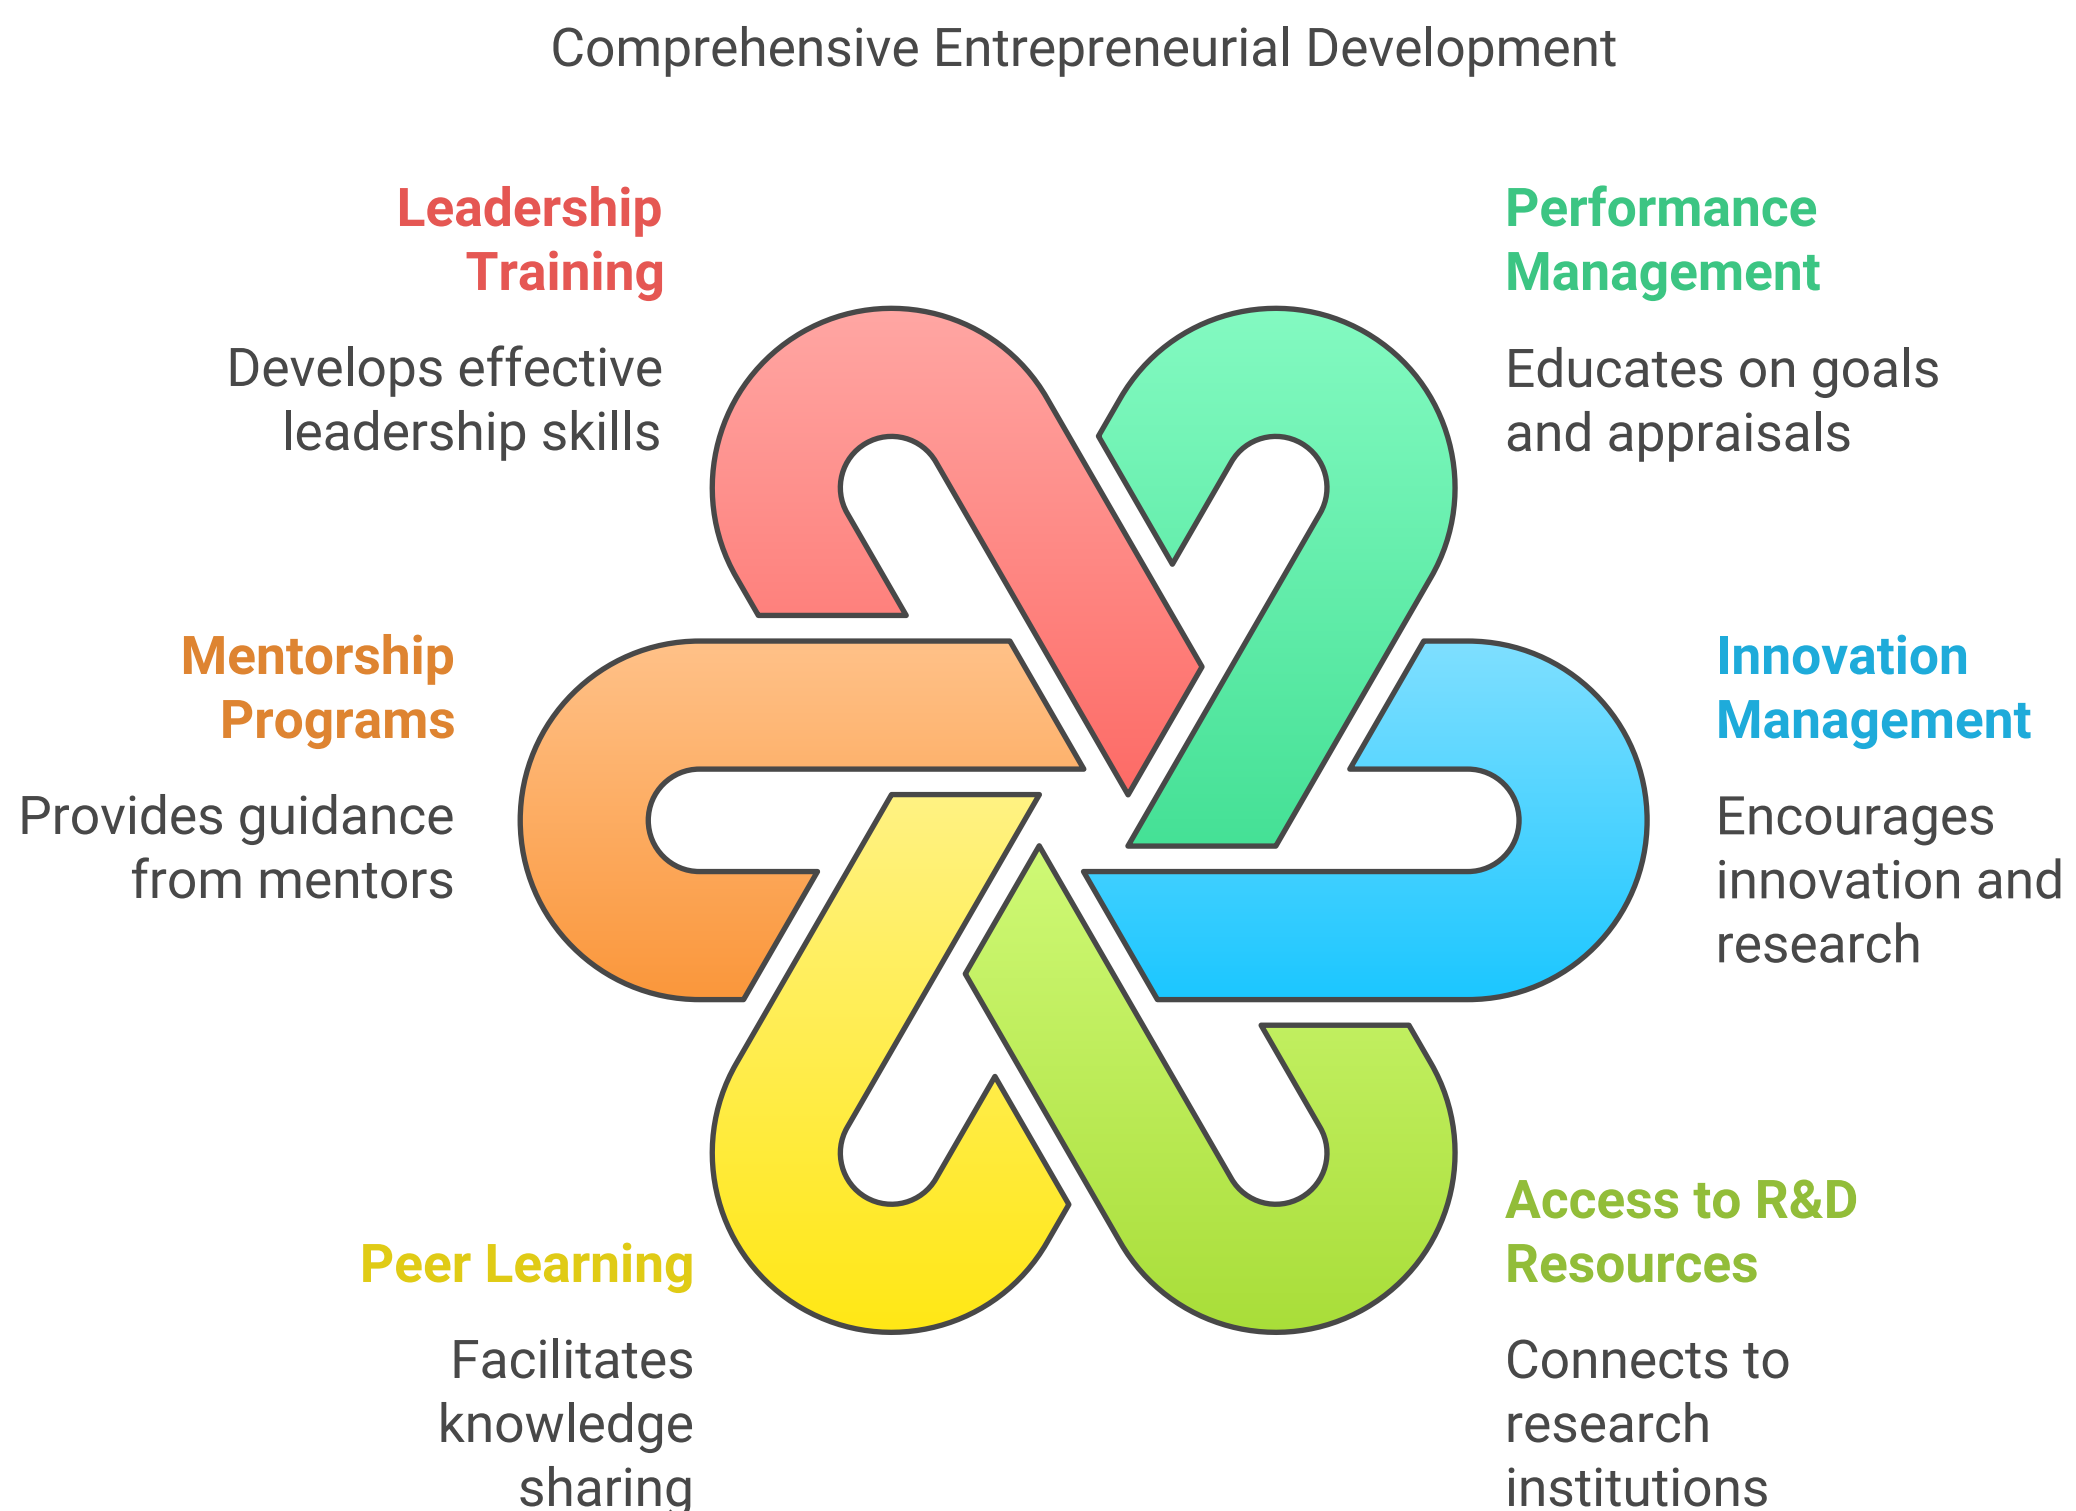 Comprehensive Entrepreneurial Development
Leadership
Training
Develops effective
leadership skills
Performance
Management
Educates on goals
and appraisals
Mentorship
Programs
Provides guidance
from mentors
Innovation
Management
Encourages
innovation and
research
Peer Learning
Facilitates
knowledge
sharing
Access to R&D
Resources
Connects to
research
institutions